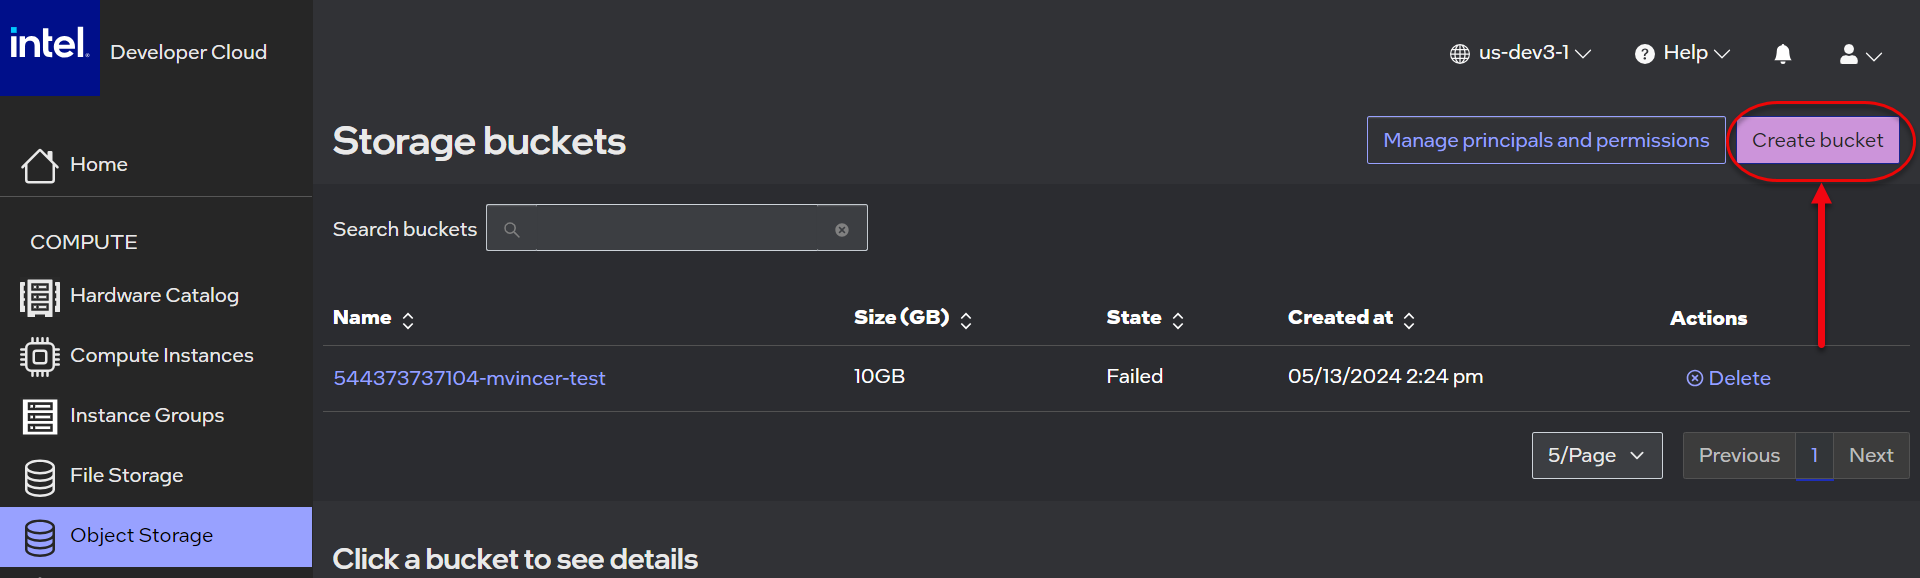 intel.
Developer Cloud
us-dev3-1
Help
Home
COMPUTE
Hardware Catalog
Compute Instances
Instance Groups
File Storage
Object Storage
Storage buckets
Manage principals and permissions
Create bucket
Search buckets
Name Size (GB) State Created at Actions
544373737104-mvincer-test 10GB Failed 05/13/2024 2:24 pm Delete
5/Page Previous 1 Next
Click a bucket to see details